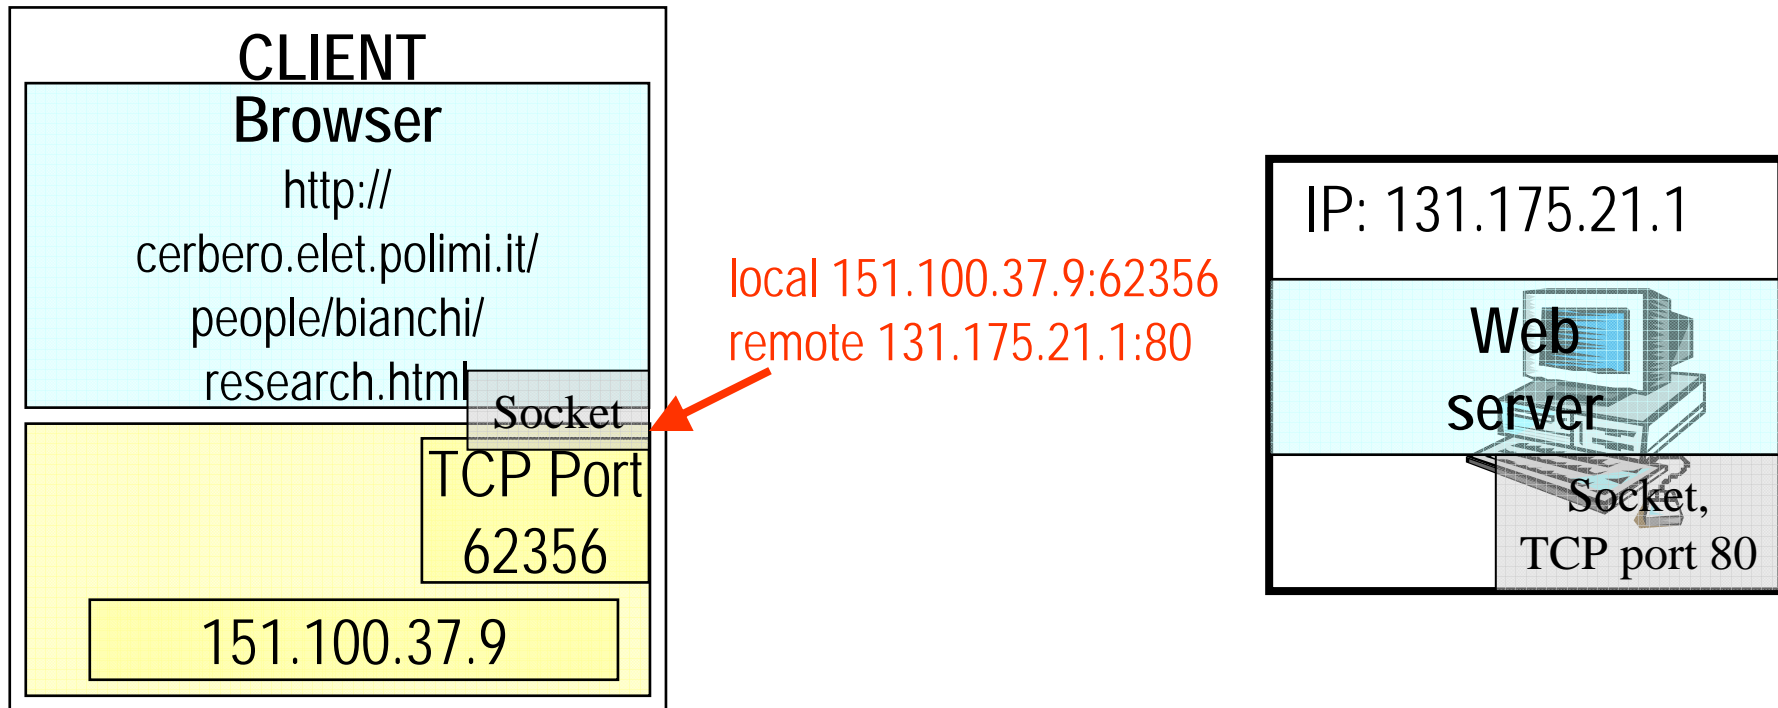 CLIENT
Browser
http://
cerbero.elet.polimi.it/
people/bianchi/
research.html
Socket
TCP Port
62356
151.100.37.9
local 151.100.37.9:62356
remote 131.175.21.1:80
IP: 131.175.21.1
Web
server
Socket,
TCP port 80